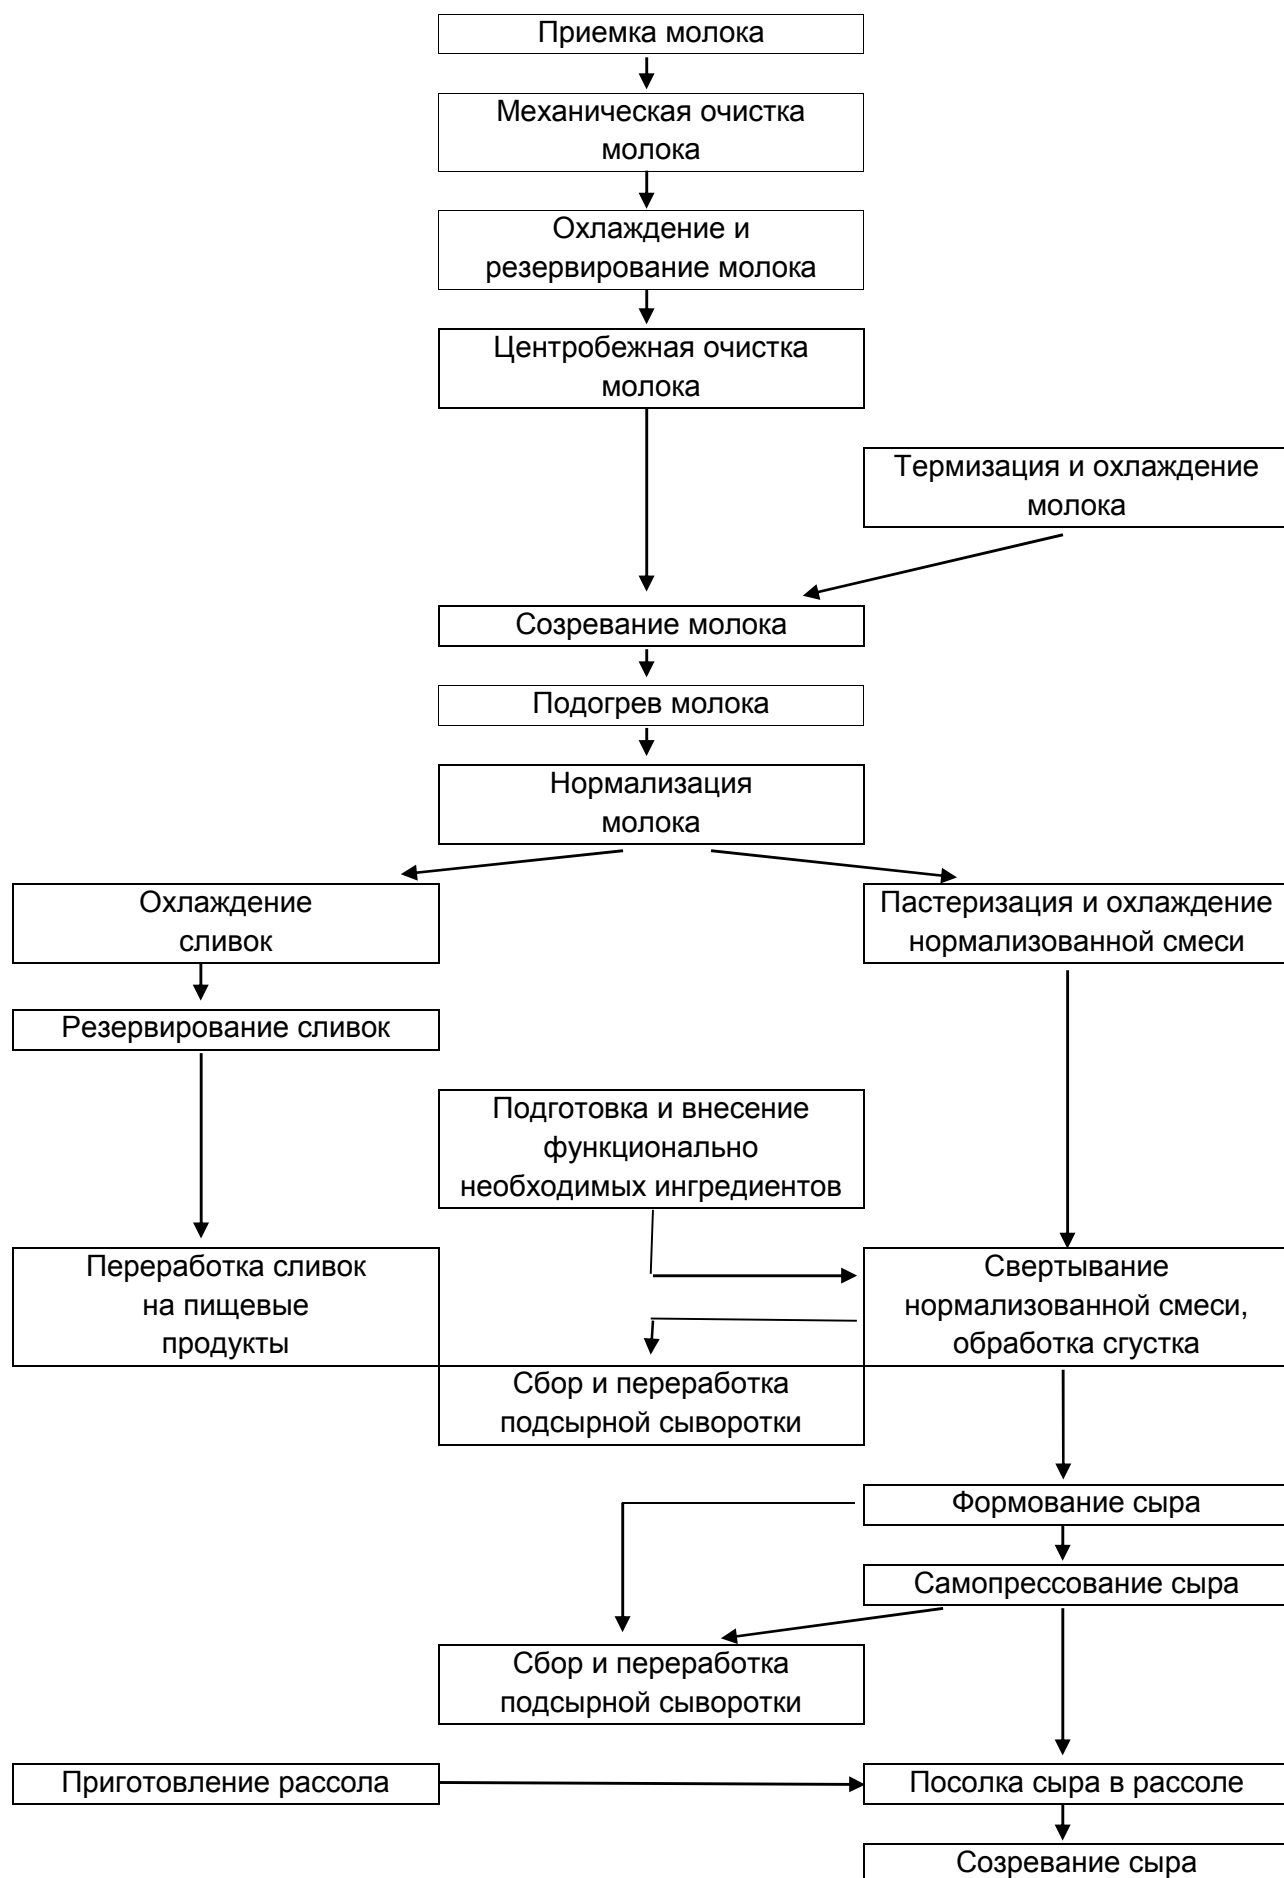 Приемка молока
Механическая очистка
молока
Охлаждение и
резервирование молока
Центробежная очистка
молока
Термизация и охлаждение
молока
Созревание молока
Подогрев молока
Нормализация
молока
Охлаждение
сливок
Пастеризация и охлаждение
нормализованной смеси
Резервирование сливок
Подготовка и внесение
функционально
необходимых ингредиентов
Переработка сливок
на пищевые
продукты
Свертывание
нормализованной смеси,
обработка сгустка
Сбор и переработка
подсырной сыворотки
Формование сыра
Самопрессование сыра
Сбор и переработка
подсырной сыворотки
Приготовление рассола
Посолка сыра в рассоле
Созревание сыра